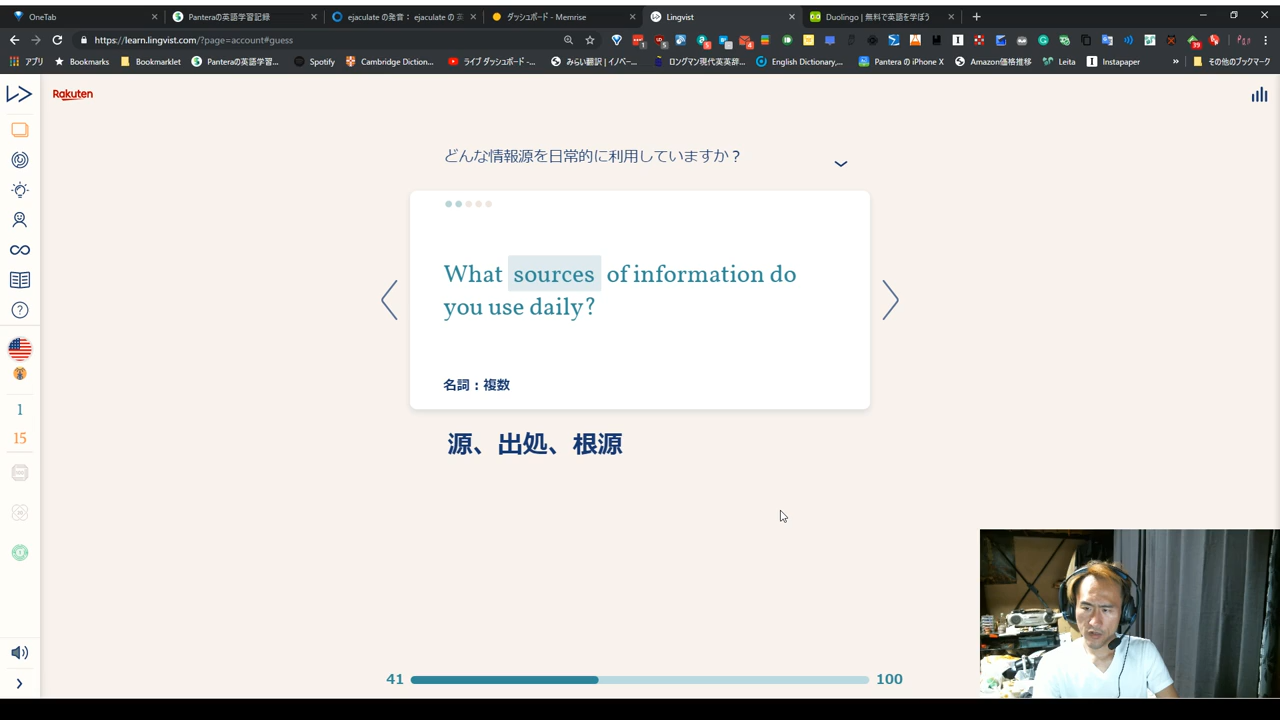 OneTab
Panteraの英語学習記録
ejaculate の発音： ejaculate の 英
ダッシュボード - Memrise
Lingvist
Duolingo | 無料で英語を学ぼう
https://learn.lingvist.com/?page=account#guess
アプリ
Bookmarks
Bookmarklet
Panteraの英語学習...
Spotify
Cambridge Diction...
ライブ ダッシュボード -...
みらい翻訳 | イノベー...
ロングマン現代英英辞...
English Dictionary,...
Pantera の iPhone X
Amazon価格推移
Leita
Instapaper
»
その他のブックマーク
Rakuten
どんな情報源を日常的に利用していますか？
What sources of information do
you use daily?
名詞：複数
源、出処、根源
1
15
41
100